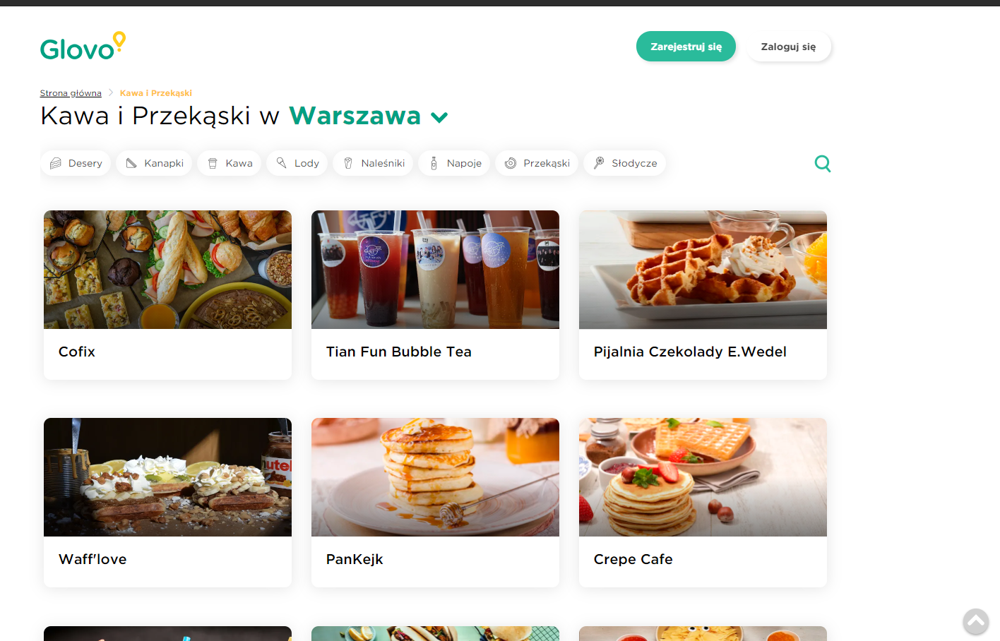 Glovo
Zarejestruj się
Zaloguj się
Strona główna
Kawa i Przekąski
Kawa i Przekąski w Warszawa
Desery
Kanapki
Kawa
Lody
Naleśniki
Napoje
Przekąski
Słodycze
Cofix
Tian Fun Bubble Tea
Pijalnia Czekolady E.Wedel
nute
Waff'love
PanKejk
Crepe Cafe